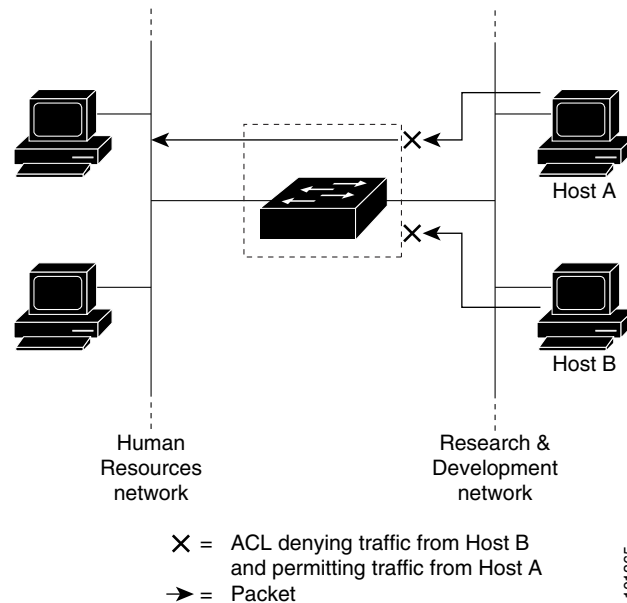 Host A
Host B
Human
Resources
network
Research &
Development
network
X = ACL denying traffic from Host B
and permitting traffic from Host A
= Packet